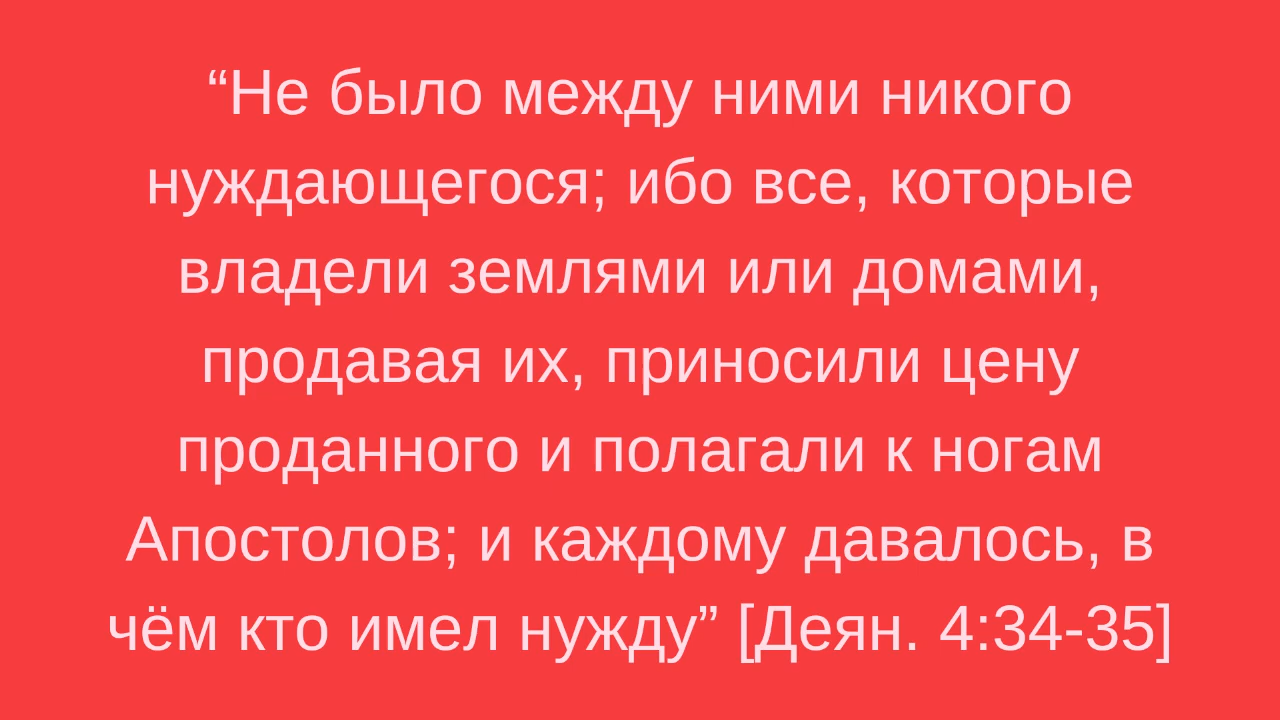 “Не было между ними никого
нуждающегося; ибо все, которые
владели землями или домами,
продавая их, приносили цену
проданного и полагали к ногам
Апостолов; и каждому давалось, в
чём кто имел нужду” [Деян. 4:34-35]